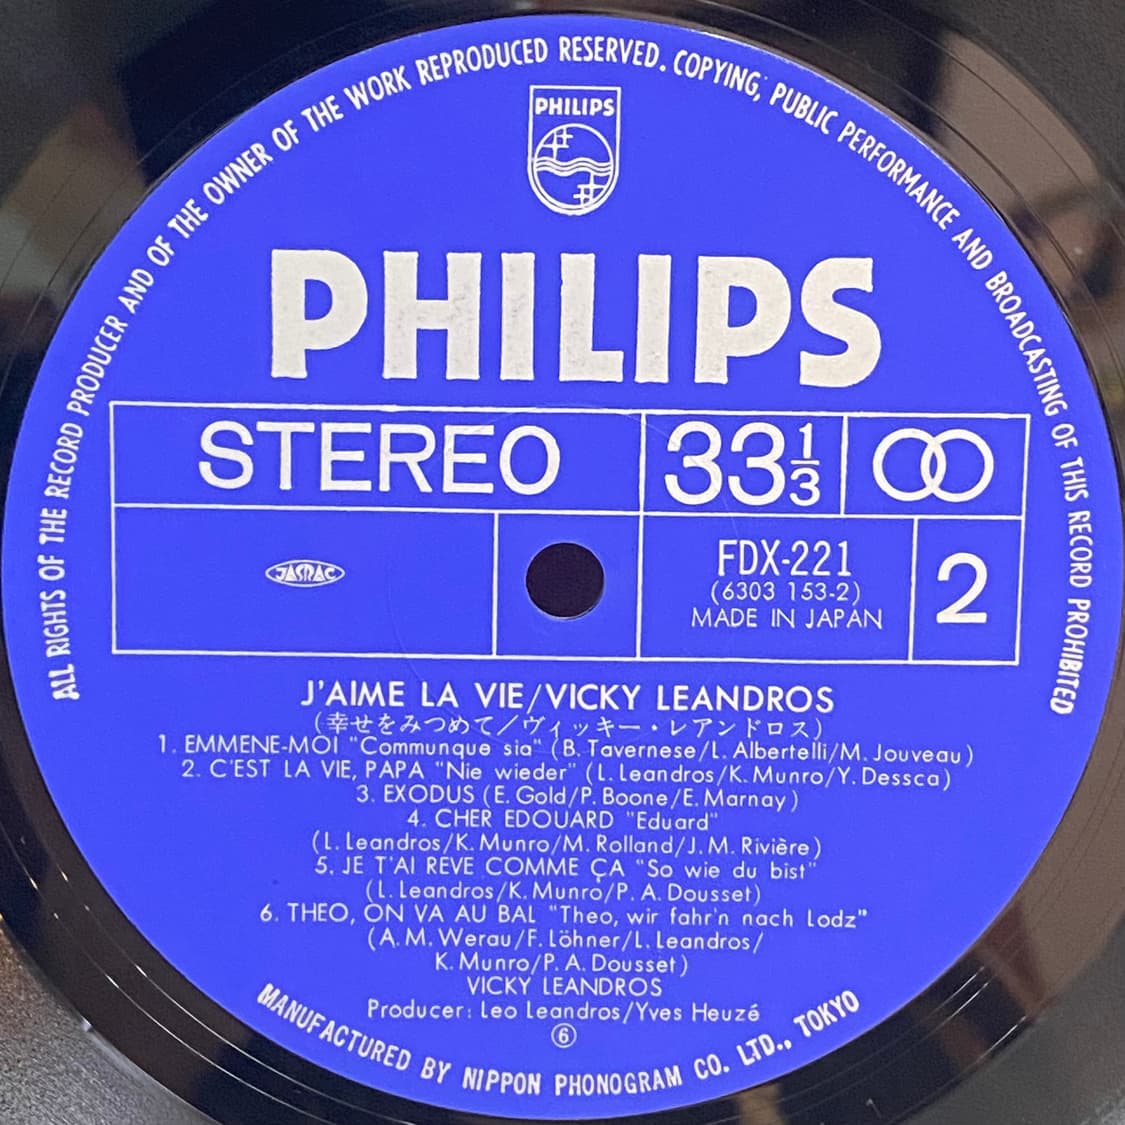 ALL RIGHTS OF THE RECORD PRODUCER AND OF THE OWNER OF THE WORK REPRODUCED RESERVED. COPYING, PUBLIC PERFORMANCE AND BROADCASTING OF THIS RECORD PROHIBITED
PHILIPS
PHILIPS
STEREO 33 1/3
JASRAC
FDX-221
(6303 153-2)
MADE IN JAPAN
2
J'AIME LA VIE/VICKY LEANDROS
(幸せをみつめて/ヴィッキー・レアンドロス)
1. EMMENE-MOI "Communque sia" (B. Tavernese/L. Albertelli/M. Jouveau)
2. C'EST LA VIE, PAPA "Nie wieder" (L. Leandros/K. Munro/Y. Dessca)
3. EXODUS (E. Gold/P. Boone/E. Marnay)
4. CHER EDOUARD "Eduard"
(L. Leandros/K. Munro/M. Rolland/J. M. Rivière)
5. JE T'AI REVE COMME ÇA "So wie du bist"
(L. Leandros/K. Munro/P. A. Dousset)
6. THEO, ON VA AU BAL "Theo, wir fahr'n nach Lodz"
(A. M. Werau/F. Löhner/L. Leandros/
K. Munro/P. A. Dousset)
VICKY LEANDROS
Producer: Leo Leandros/Yves Heuzé
⑥
MANUFACTURED BY NIPPON PHONOGRAM CO. LTD., TOKYO